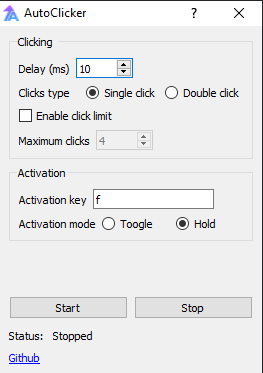 AutoClicker
Clicking
Delay (ms) 10
Clicks type Single click Double click
Enable click limit
Maximum clicks 4
Activation
Activation key f
Activation mode Toogle Hold
Start Stop
Status: Stopped
Github